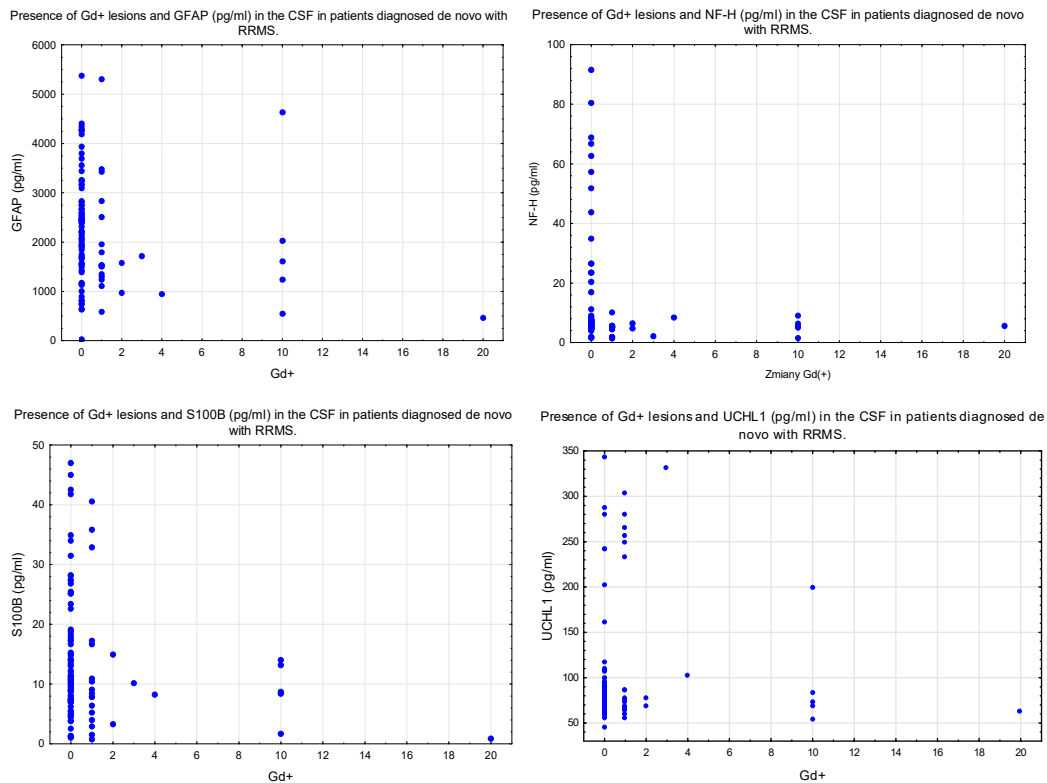 Presence of Gd+ lesions and GFAP (pg/ml) in the CSF in patients diagnosed de novo with
RRMS.
6000
5000
4000
3000
2000
1000
0
GFAP (pg/ml)
0 2 4 6 8 10 12 14 16 18 20
Gd+
Presence of Gd+ lesions and NF-H (pg/ml) in the CSF in patients diagnosed de novo
with RRMS.
100
80
60
40
20
0
NF-H (pg/ml)
0 2 4 6 8 10 12 14 16 18 20
Zmiany Gd(+)
Presence of Gd+ lesions and S100B (pg/ml) in the CSF in patients diagnosed de novo
with RRMS.
50
40
30
20
10
0
S100B (pg/ml)
0 2 4 6 8 10 12 14 16 18 20
Gd+
Presence of Gd+ lesions and UCHL1 (pg/ml) in the CSF in patients diagnosed de
novo with RRMS.
350
300
250
200
150
100
50
UCHL1 (pg/ml)
0 2 4 6 8 10 12 14 16 18 20
Gd+